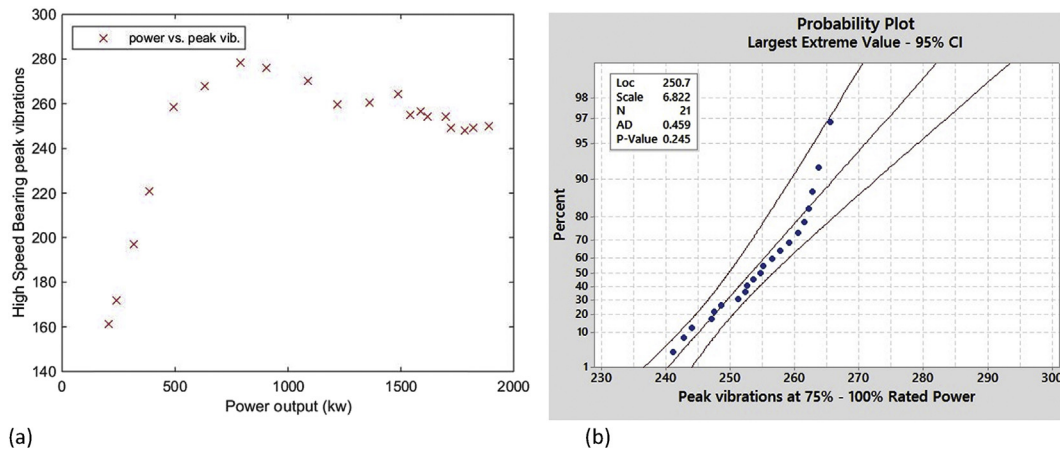 300
280
260
240
220
200
180
160
140
0
500
1000
1500
2000
power vs. peak vib.
High Speed Bearing peak vibrations
Power output (kw)
(a)
Probability Plot
Largest Extreme Value - 95% CI
Loc 250.7
Scale 6.822
N 21
AD 0.459
P-Value 0.245
Percent
98
97
95
90
80
70
60
50
40
30
20
10
1
230 240 250 260 270 280 290 300
Peak vibrations at 75% - 100% Rated Power
(b)